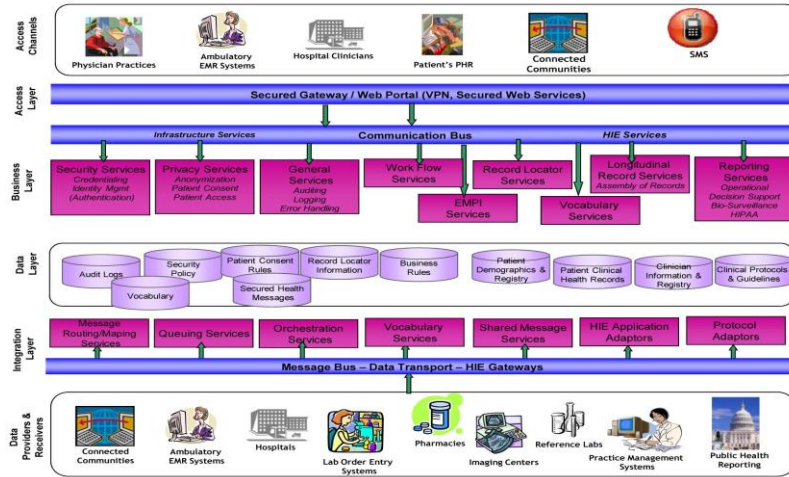 Access
Channels
Physician Practices
Ambulatory
EMR Systems
Hospital Clinicians
Patient's PHR
Connected
Communities
SMS
Access
Layer
Secured Gateway / Web Portal (VPN, Secured Web Services)
Infrastructure Services
Communication Bus
HIE Services
Business
Layer
Security Services
Credentialing
Identity Mgmt
(Authentication)
Privacy Services
Anonymization
Patient Consent
Patient Access
General
Services
Auditing
Logging
Error Handling
Work Flow
Services
EMPI
Services
Record Locator
Services
Vocabulary
Services
Longitudinal
Record Services
Assembly of Records
Reporting
Services
Operational
Decision Support
Bio-Surveillance
HIPAA
Data
Layer
Audit Logs
Vocabulary
Security
Policy
Patient Consent
Rules
Secured Health
Messages
Record Locator
Information
Business
Rules
Patient
Demographics &
Registry
Patient Clinical
Health Records
Clinician
Information &
Registry
Clinical Protocols
& Guidelines
Integration
Layer
Message
Routing/Maping
Services
Queuing Services
Orchestration
Services
Vocabulary
Services
Shared Message
Services
HIE Application
Adaptors
Protocol
Adaptors
Message Bus – Data Transport – HIE Gateways
Data
Providers &
Receivers
Connected
Communities
Ambulatory
EMR Systems
Hospitals
Lab Order Entry
Systems
Pharmacies
Imaging Centers
Reference Labs
Practice Management
Systems
Public Health
Reporting